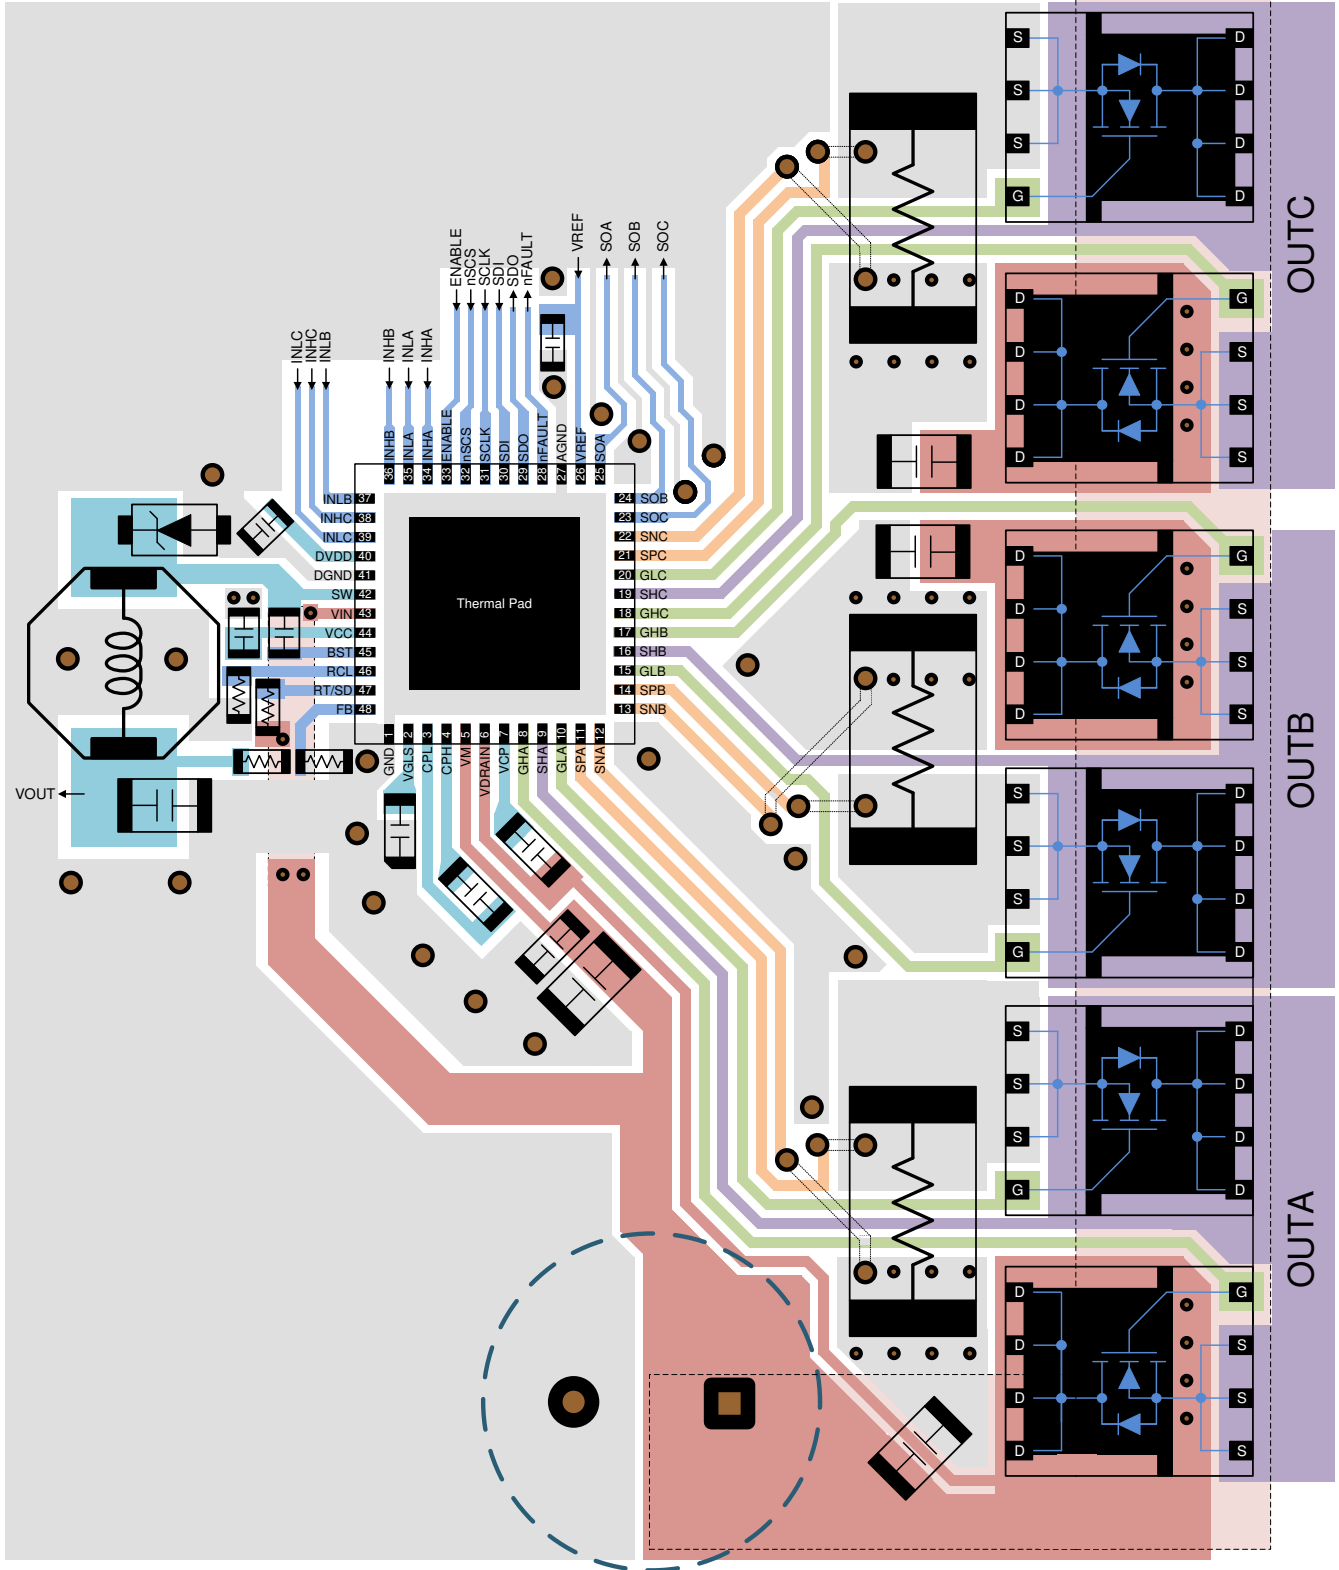 OUTC
OUTB
OUTA
S
S
S
G
D
D
D
D
D
D
D
D
G
S
S
S
D
D
D
D
G
S
S
S
S
S
S
G
D
D
D
D
S
S
S
G
D
D
D
D
D
D
D
D
G
S
S
S
INLC
INHC
INLB
INHB
INLA
INHA
ENABLE
nSCS
SCLK
SDI
SDO
nFAULT
VREF
SOA
SOB
SOC
INHB
INLA
INHA
ENABLE
nSCS
SCLK
SDI
SDO
nFAULT
AGND
VREF
SOA
36
35
34
33
32
31
30
29
28
27
26
25
INLB 37
INHC 38
INLC 39
DVDD 40
DGND 41
SW 42
VIN 43
VCC 44
BST 45
RCL 46
RT/SD 47
FB 48
Thermal Pad
24 SOB
23 SOC
22 SNC
21 SPC
20 GLC
19 SHC
18 GHC
17 GHB
16 SHB
15 GLB
14 SPB
13 SNB
1
2
3
4
5
6
7
8
9
10
11
12
GND
VGLS
CPL
CPH
VM
VDRAIN
VCP
GHA
SHA
GLA
SPA
SNA
VOUT